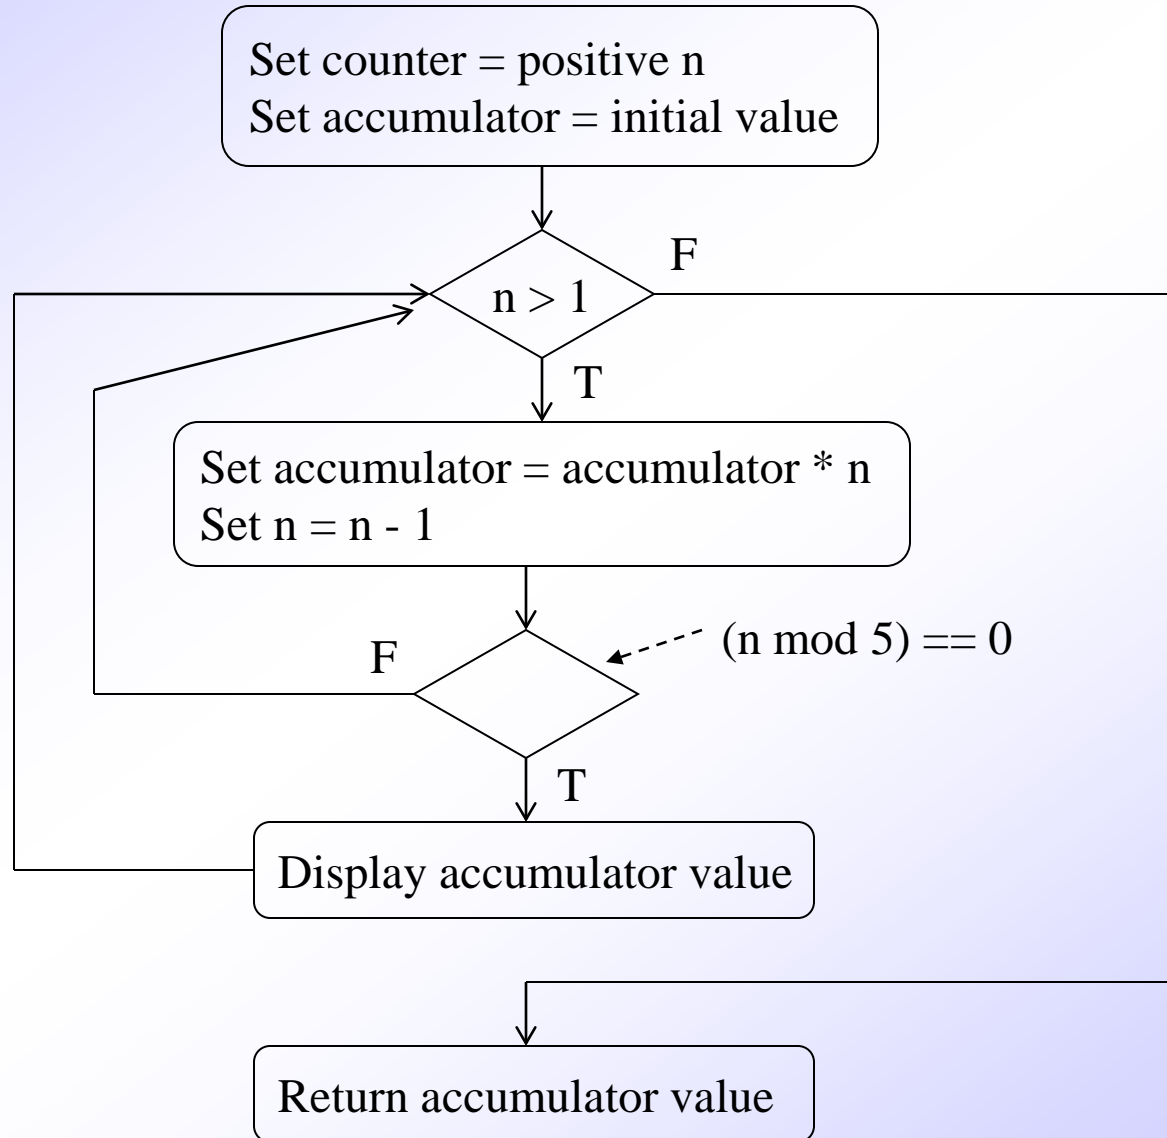 Set counter = positive n
Set accumulator = initial value
F
n > 1
T
Set accumulator = accumulator * n
Set n = n - 1
(n mod 5) == 0
F
T
Display accumulator value
Return accumulator value